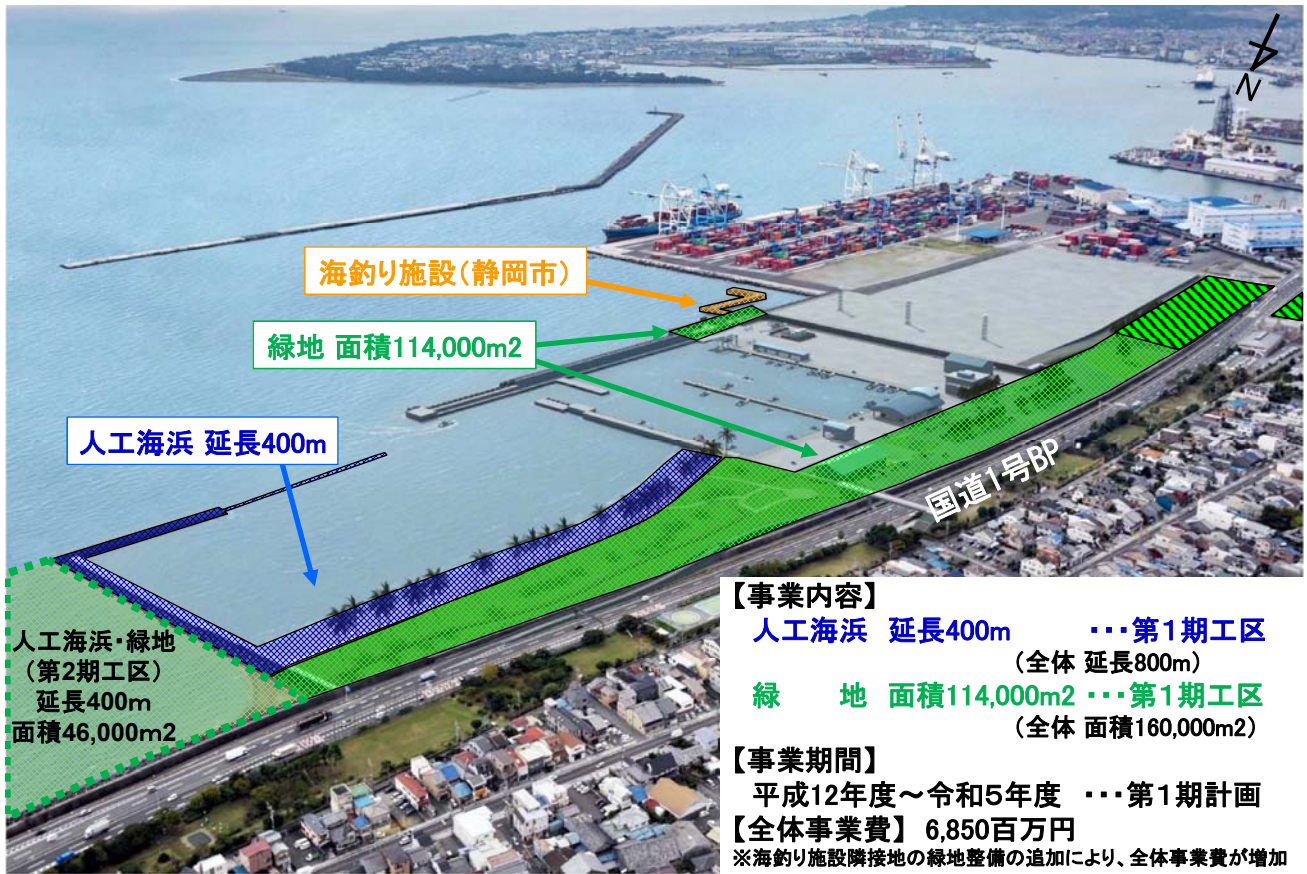 N
海釣り施設(静岡市)
緑地 面積114,000m2
人工海浜 延長400m
国道1号BP
人工海浜・緑地
(第2期工区)
延長400m
面積46,000m2
【事業内容】
人工海浜 延長400m ・・・第1期工区
(全体 延長800m)
緑 地 面積114,000m2 ・・・第1期工区
(全体 面積160,000m2)
【事業期間】
平成12年度～令和5年度 ・・・第1期計画
【全体事業費】 6,850百万円
※海釣り施設隣接地の緑地整備の追加により、全体事業費が増加